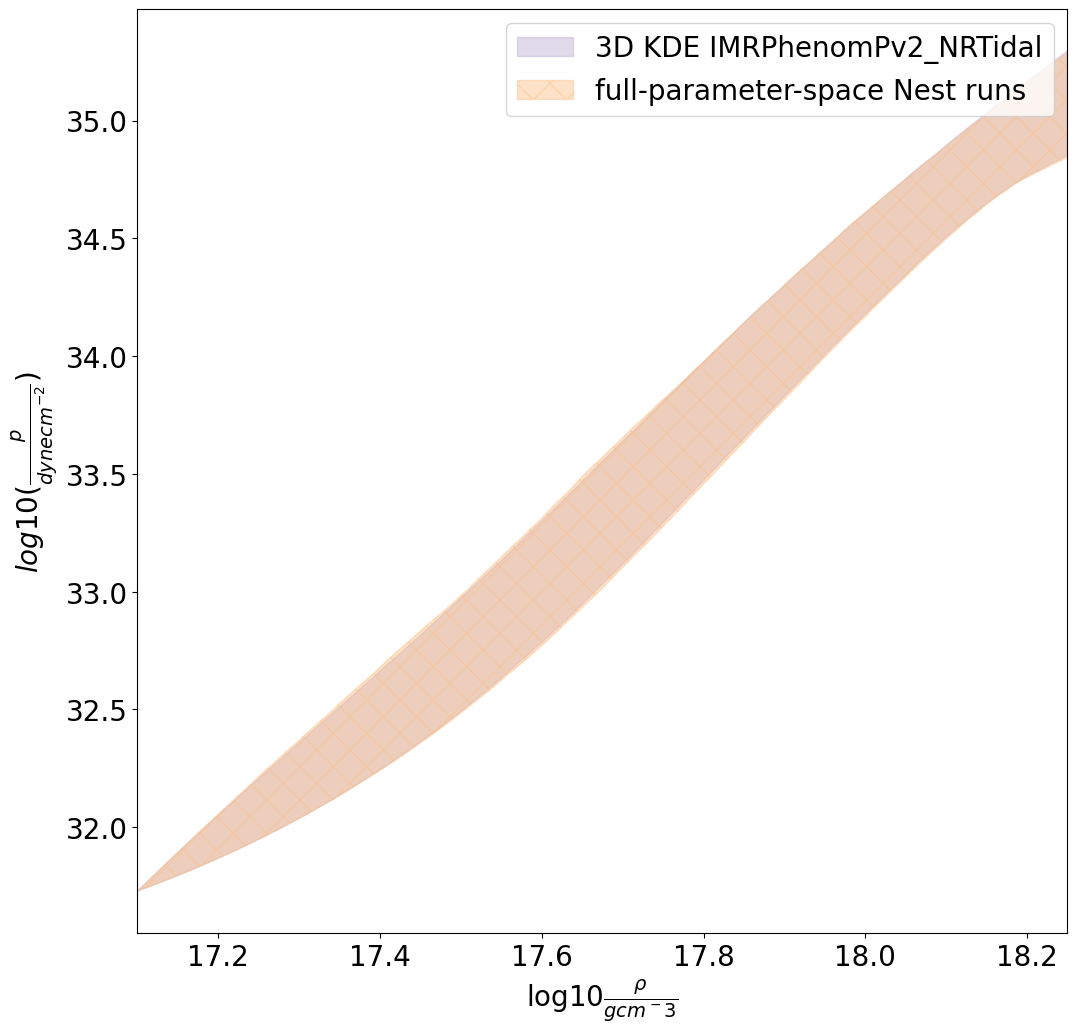 3D KDE IMRPhenomPv2_NRTidal
full-parameter-space Nest runs
35.0
34.5
34.0
33.5
33.0
32.5
32.0
log10(\frac{p}{dynecm^{-2}})
17.2 17.4 17.6 17.8 18.0 18.2
log10\frac{ρ}{gcm^-3}